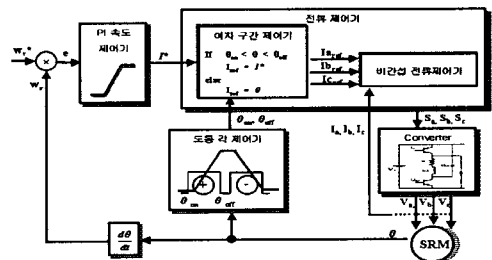 전류 제어기
PI 속도
제어기
여자 구간 제어기
If θon < θ < θoff
Iref = I*
else
Iref = 0
wr*
e
I*
wr
Iaref
Ibref
Icref
비간섭 전류제어기
θon, θoff
Ia, Ib, Ic
Sa, Sb, Sc
도통 각 제어기
θon θoff
Converter
Va Vb Vc
dθ
dt
θ
SRM